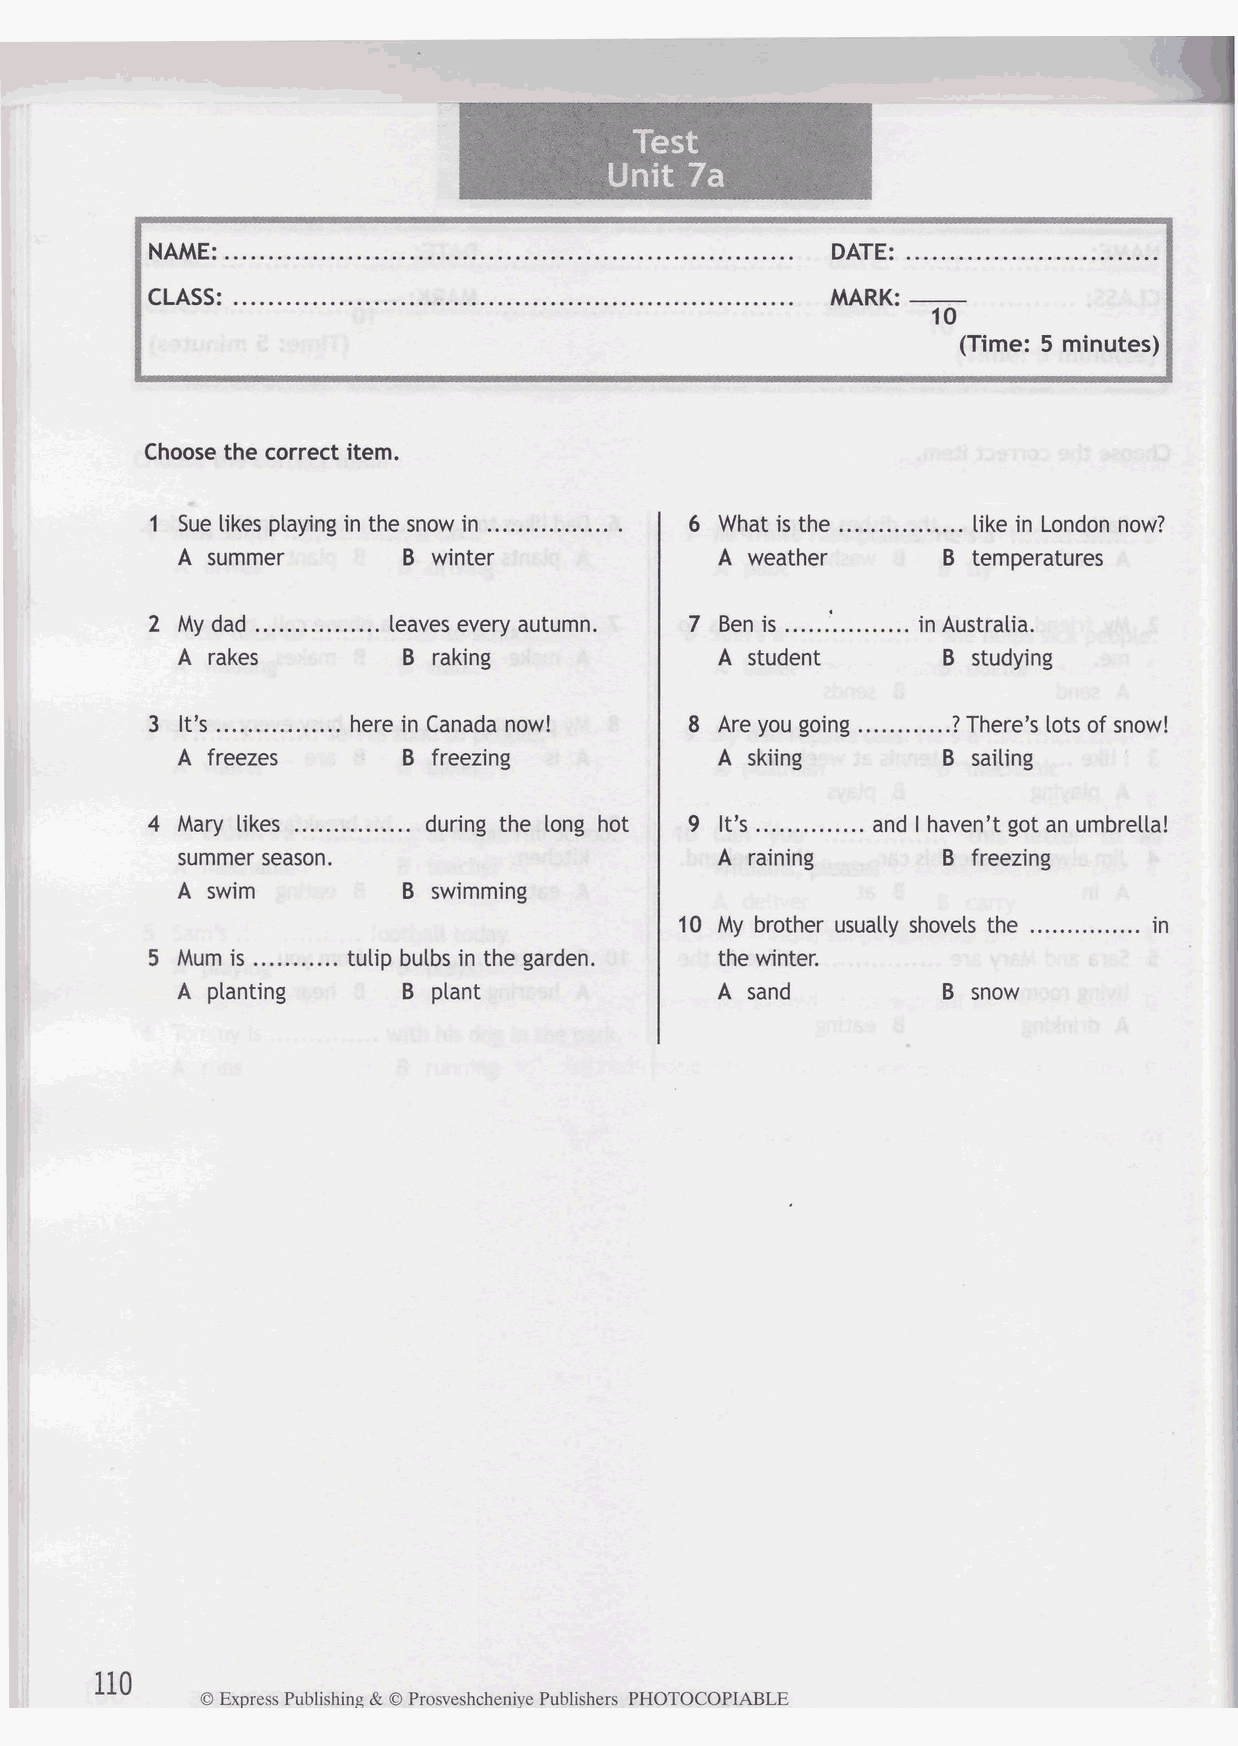 Test
Unit 7a
NAME: ................................................................. DATE: .............................
CLASS: ................................................................ MARK: ____
10
(Time: 5 minutes)
Choose the correct item.
1 Sue likes playing in the snow in ................
A summer B winter
2 My dad ............... leaves every autumn.
A rakes B raking
3 It's ............... here in Canada now!
A freezes B freezing
4 Mary likes .............. during the long hot
summer season.
A swim B swimming
5 Mum is ........... tulip bulbs in the garden.
A planting B plant
6 What is the ................ like in London now?
A weather B temperatures
7 Ben is ................ in Australia.
A student B studying
8 Are you going ............? There's lots of snow!
A skiing B sailing
9 It's .............. and I haven't got an umbrella!
A raining B freezing
10 My brother usually shovels the .............. in
the winter.
A sand B snow
110
© Express Publishing & © Prosveshcheniye Publishers PHOTOCOPIABLE